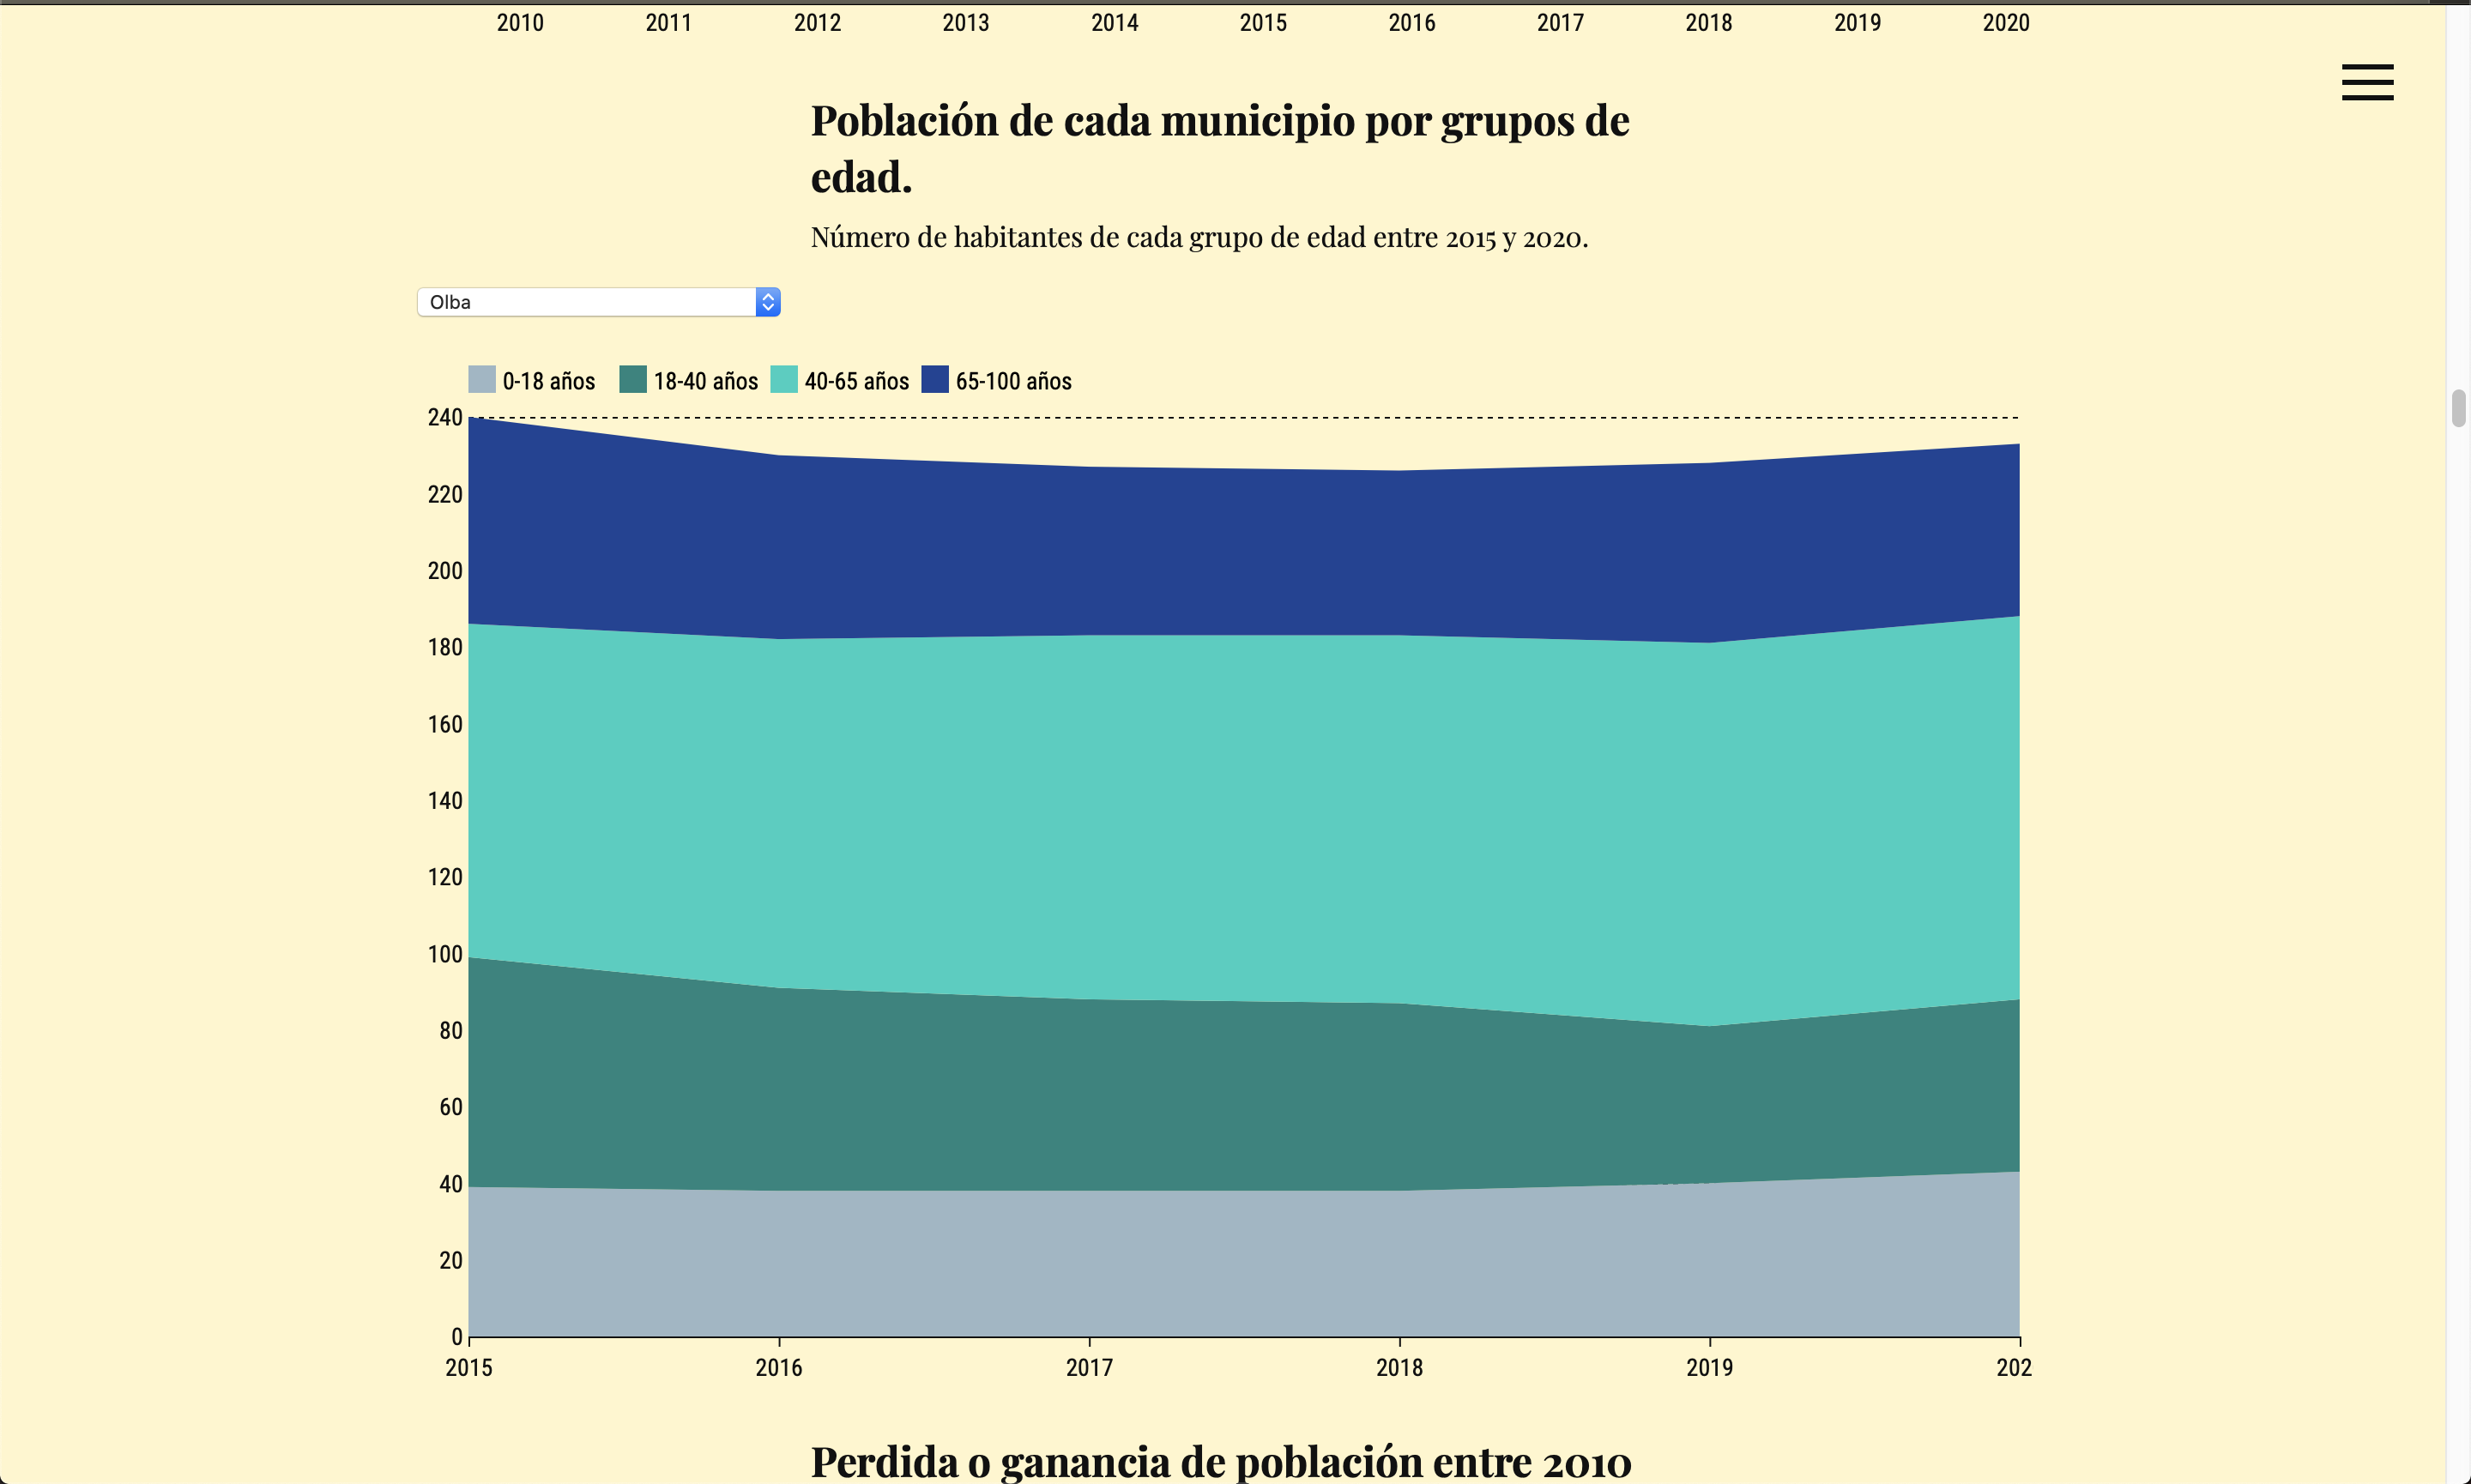 2010 2011 2012 2013 2014 2015 2016 2017 2018 2019 2020
Población de cada municipio por grupos de
edad.
Número de habitantes de cada grupo de edad entre 2015 y 2020.
Olba
0-18 años 18-40 años 40-65 años 65-100 años
240
220
200
180
160
140
120
100
80
60
40
20
0
2015 2016 2017 2018 2019 202
Perdida o ganancia de población entre 2010